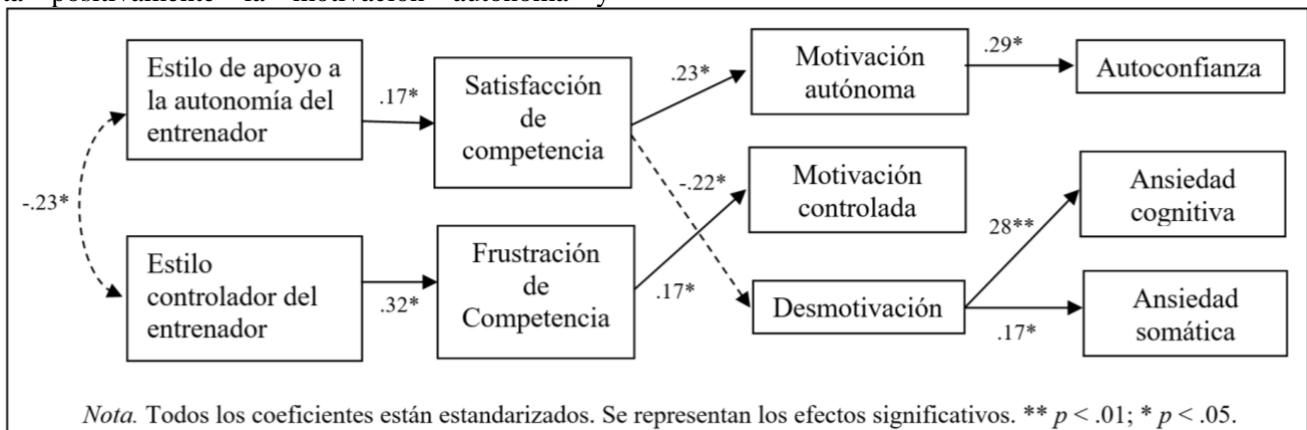 ta positivamente la motivación autónoma y
Estilo de apoyo a
la autonomía del
entrenador
.17*
Satisfacción
de
competencia
.23*
Motivación
autónoma
.29*
Autoconfianza
-.23*
-.22*
Motivación
controlada
28**
Ansiedad
cognitiva
Estilo
controlador del
entrenador
.32*
Frustración
de
Competencia
.17*
Desmotivación
.17*
Ansiedad
somática
Nota. Todos los coeficientes están estandarizados. Se representan los efectos significativos. ** p < .01; * p < .05.